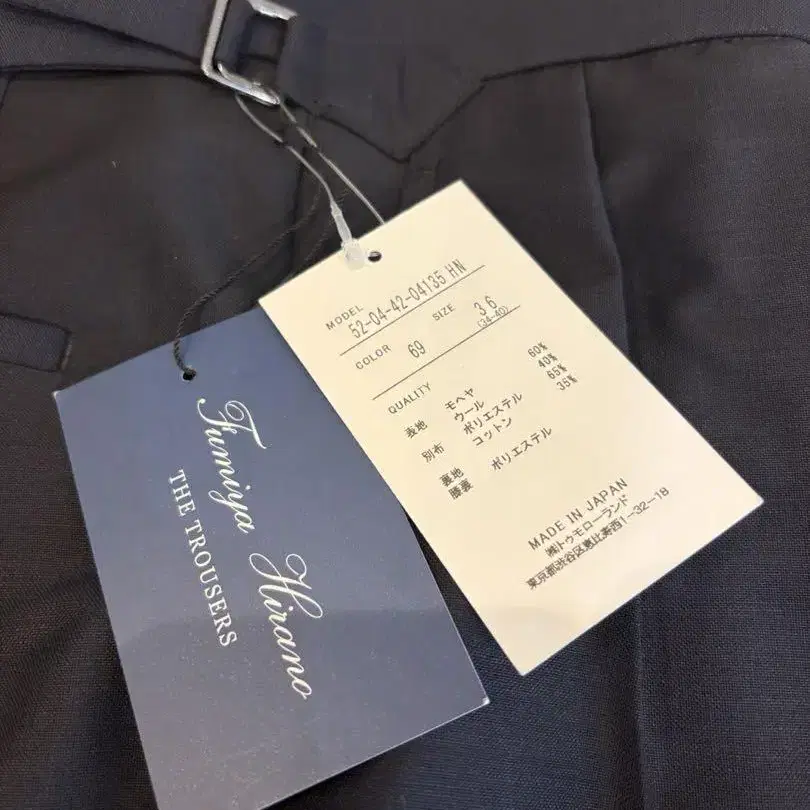 Fumiya Hirano
THE TROUSERS
MODEL 52-04-42-04135 HN
COLOR 69 SIZE 36
(34-40)
QUALITY
表地 モヘヤ 60%
ウール 40%
別布 ポリエステル 65%
コットン 35%
裏地
膝裏 ポリエステル
MADE IN JAPAN
㈱トゥモローランド
東京都渋谷区恵比寿西1-32-18